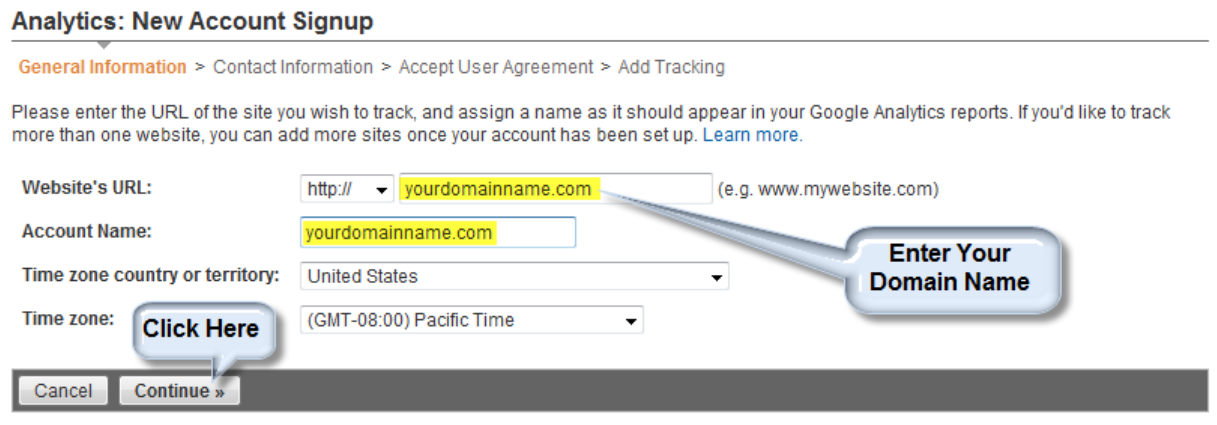 Analytics: New Account Signup
General Information > Contact Information > Accept User Agreement > Add Tracking
Please enter the URL of the site you wish to track, and assign a name as it should appear in your Google Analytics reports. If you'd like to track
more than one website, you can add more sites once your account has been set up. Learn more.
Website's URL: http:// yourdomainname.com (e.g. www.mywebsite.com)
Account Name: yourdomainname.com
Enter Your
Domain Name
Time zone country or territory: United States
Time zone: (GMT-08:00) Pacific Time
Click Here
Cancel Continue »